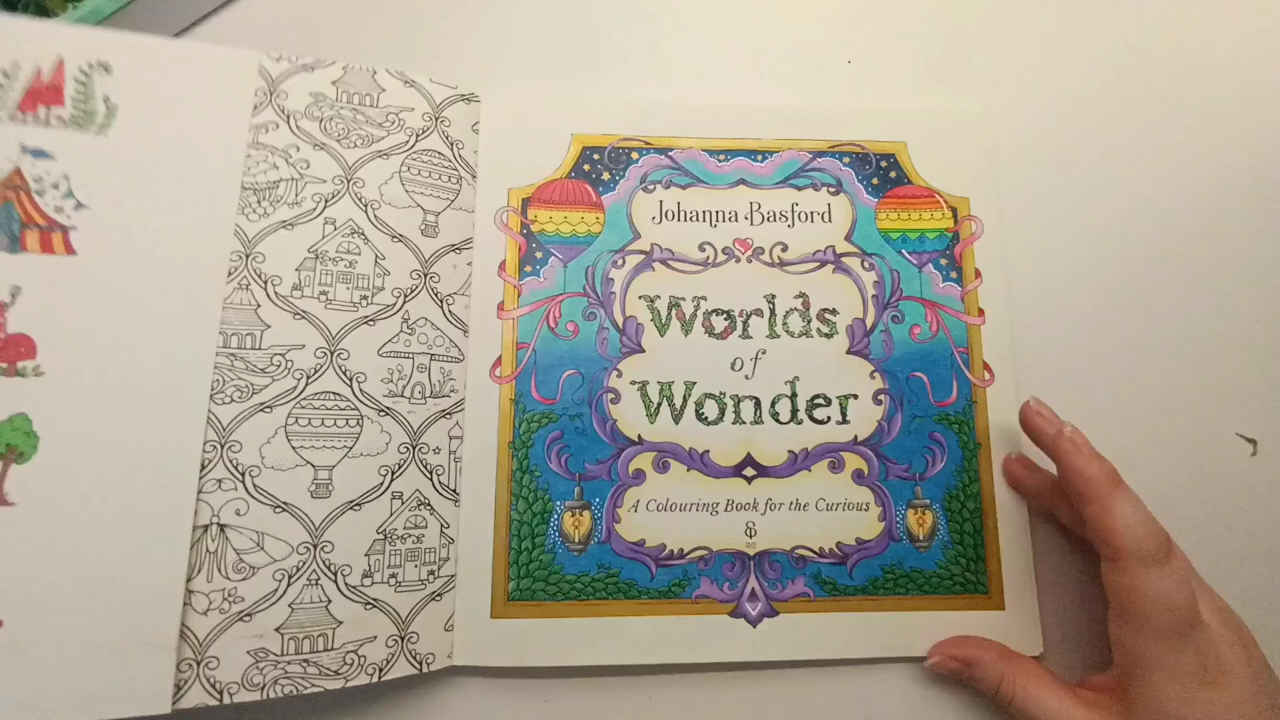 Johanna Basford
Worlds
of
Wonder
A Colouring Book for the Curious